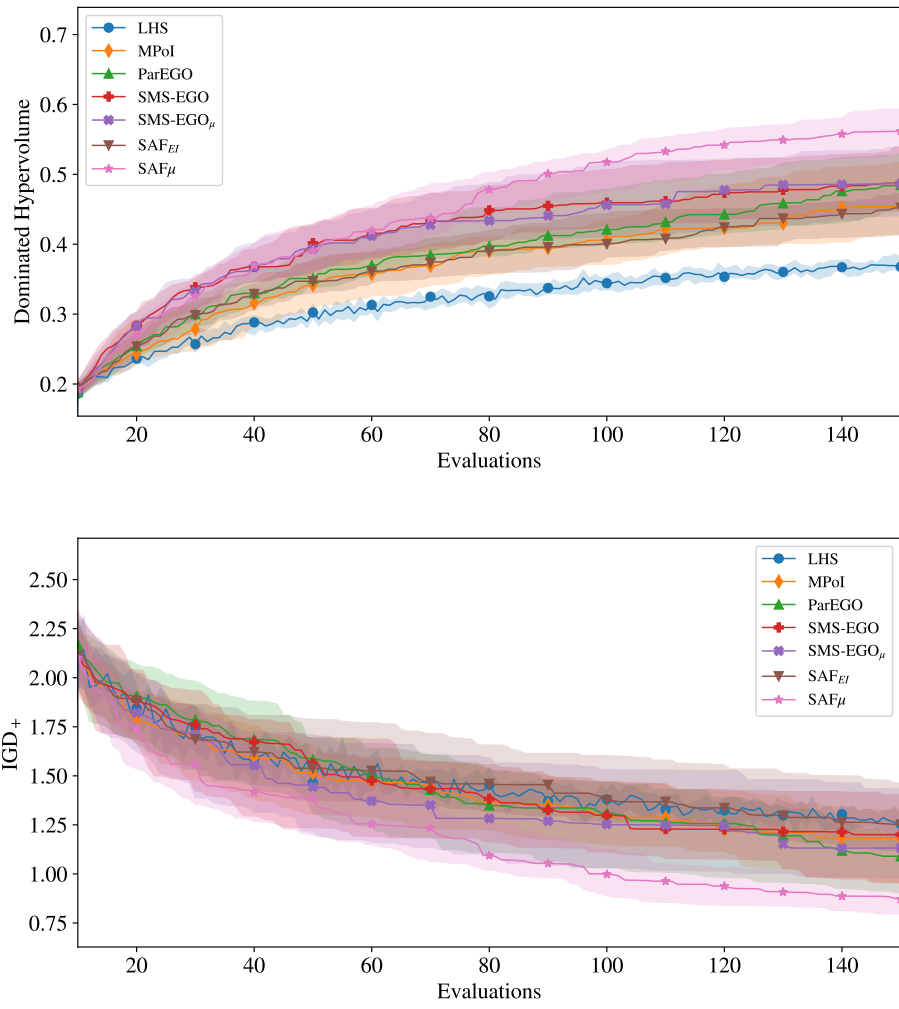 0.7
0.6
0.5
0.4
0.3
0.2
Dominated Hypervolume
LHS
MPoI
ParEGO
SMS-EGO
SMS-EGOμ
SAF_EI
SAFμ
20 40 60 80 100 120 140
Evaluations
2.50
2.25
2.00
1.75
1.50
1.25
1.00
0.75
IGD₊
LHS
MPoI
ParEGO
SMS-EGO
SMS-EGOμ
SAF_EI
SAFμ
20 40 60 80 100 120 140
Evaluations